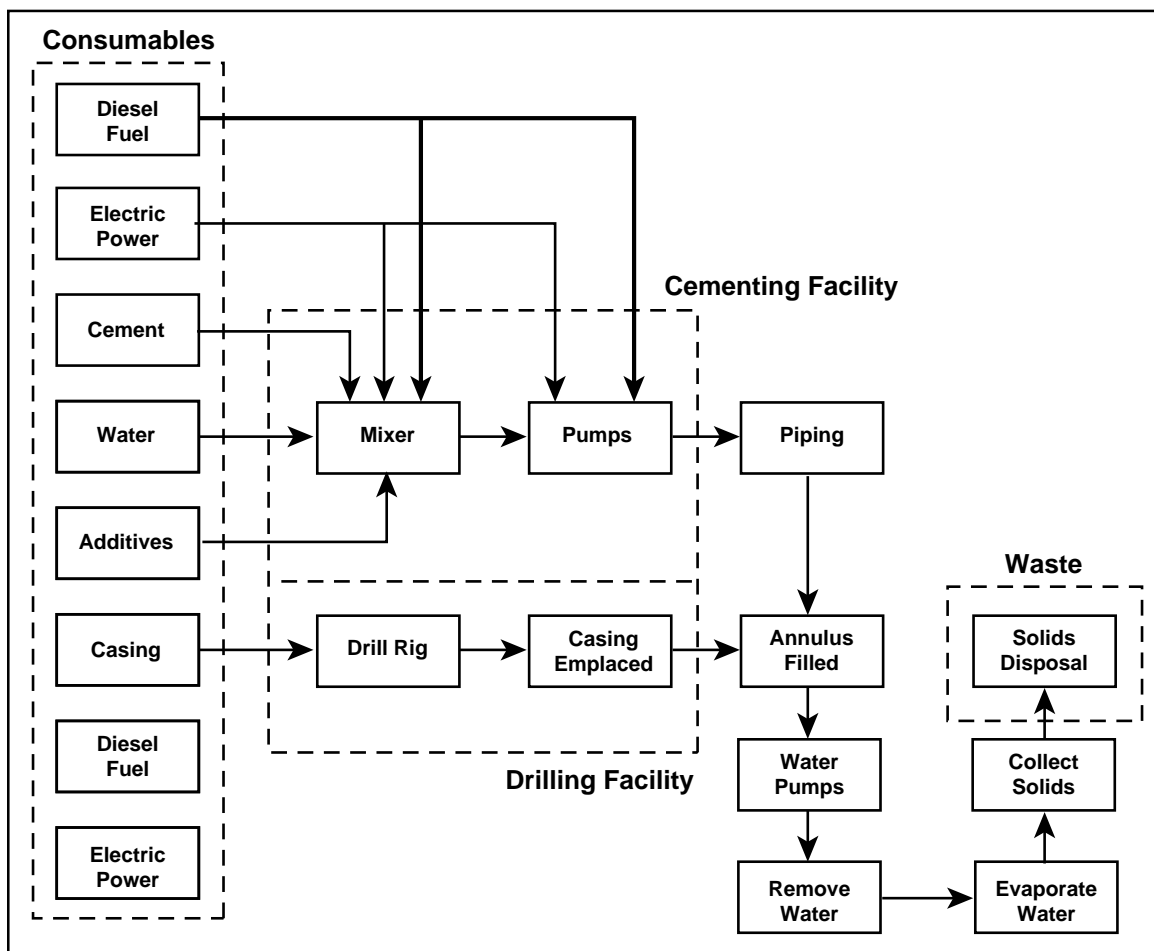 Consumables
Diesel
Fuel
Electric
Power
Cementing Facility
Cement
Water
Mixer
Pumps
Piping
Additives
Waste
Casing
Drill Rig
Casing
Emplaced
Annulus
Filled
Solids
Disposal
Diesel
Fuel
Drilling Facility
Water
Pumps
Collect
Solids
Electric
Power
Remove
Water
Evaporate
Water